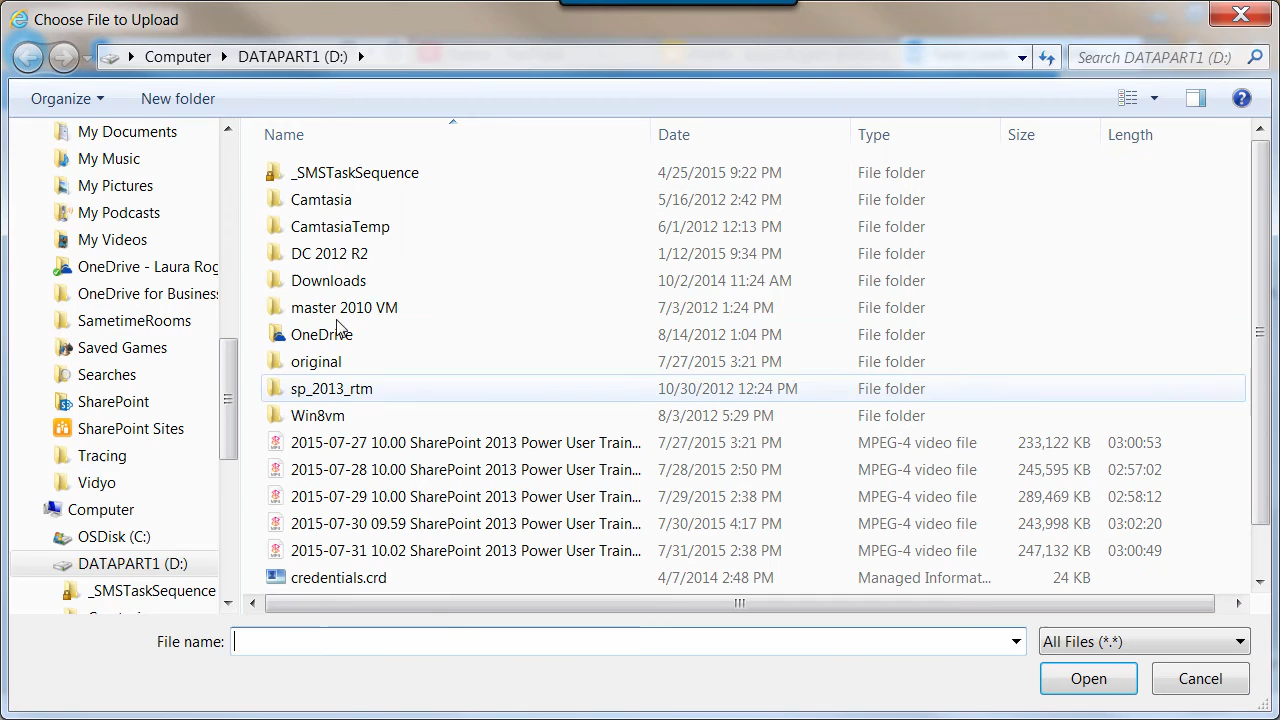 Choose File to Upload
Computer DATAPART1 (D:) Search DATAPART1 (D:)
Organize New folder
My Documents
My Music
My Pictures
My Podcasts
My Videos
OneDrive - Laura Rog
OneDrive for Busines
SametimeRooms
Saved Games
Searches
SharePoint
SharePoint Sites
Tracing
Vidyo
Computer
OSDisk (C:)
DATAPART1 (D:)
_SMSTaskSequence
Name Date Type Size Length
_SMSTaskSequence 4/25/2015 9:22 PM File folder
Camtasia 5/16/2012 2:42 PM File folder
CamtasiaTemp 6/1/2012 12:13 PM File folder
DC 2012 R2 1/12/2015 9:34 PM File folder
Downloads 10/2/2014 11:24 AM File folder
master 2010 VM 7/3/2012 1:24 PM File folder
OneDrive 8/14/2012 1:04 PM File folder
original 7/27/2015 3:21 PM File folder
sp_2013_rtm 10/30/2012 12:24 PM File folder
Win8vm 8/3/2012 5:29 PM File folder
2015-07-27 10.00 SharePoint 2013 Power User Train... 7/27/2015 3:21 PM MPEG-4 video file 233,122 KB 03:00:53
2015-07-28 10.00 SharePoint 2013 Power User Train... 7/28/2015 2:50 PM MPEG-4 video file 245,595 KB 02:57:02
2015-07-29 10.00 SharePoint 2013 Power User Train... 7/29/2015 2:38 PM MPEG-4 video file 289,469 KB 02:58:12
2015-07-30 09.59 SharePoint 2013 Power User Train... 7/30/2015 4:17 PM MPEG-4 video file 243,998 KB 03:02:20
2015-07-31 10.02 SharePoint 2013 Power User Train... 7/31/2015 2:38 PM MPEG-4 video file 247,132 KB 03:00:49
credentials.crd 4/7/2014 2:48 PM Managed Informat... 24 KB
File name: All Files (*.*)
Open Cancel